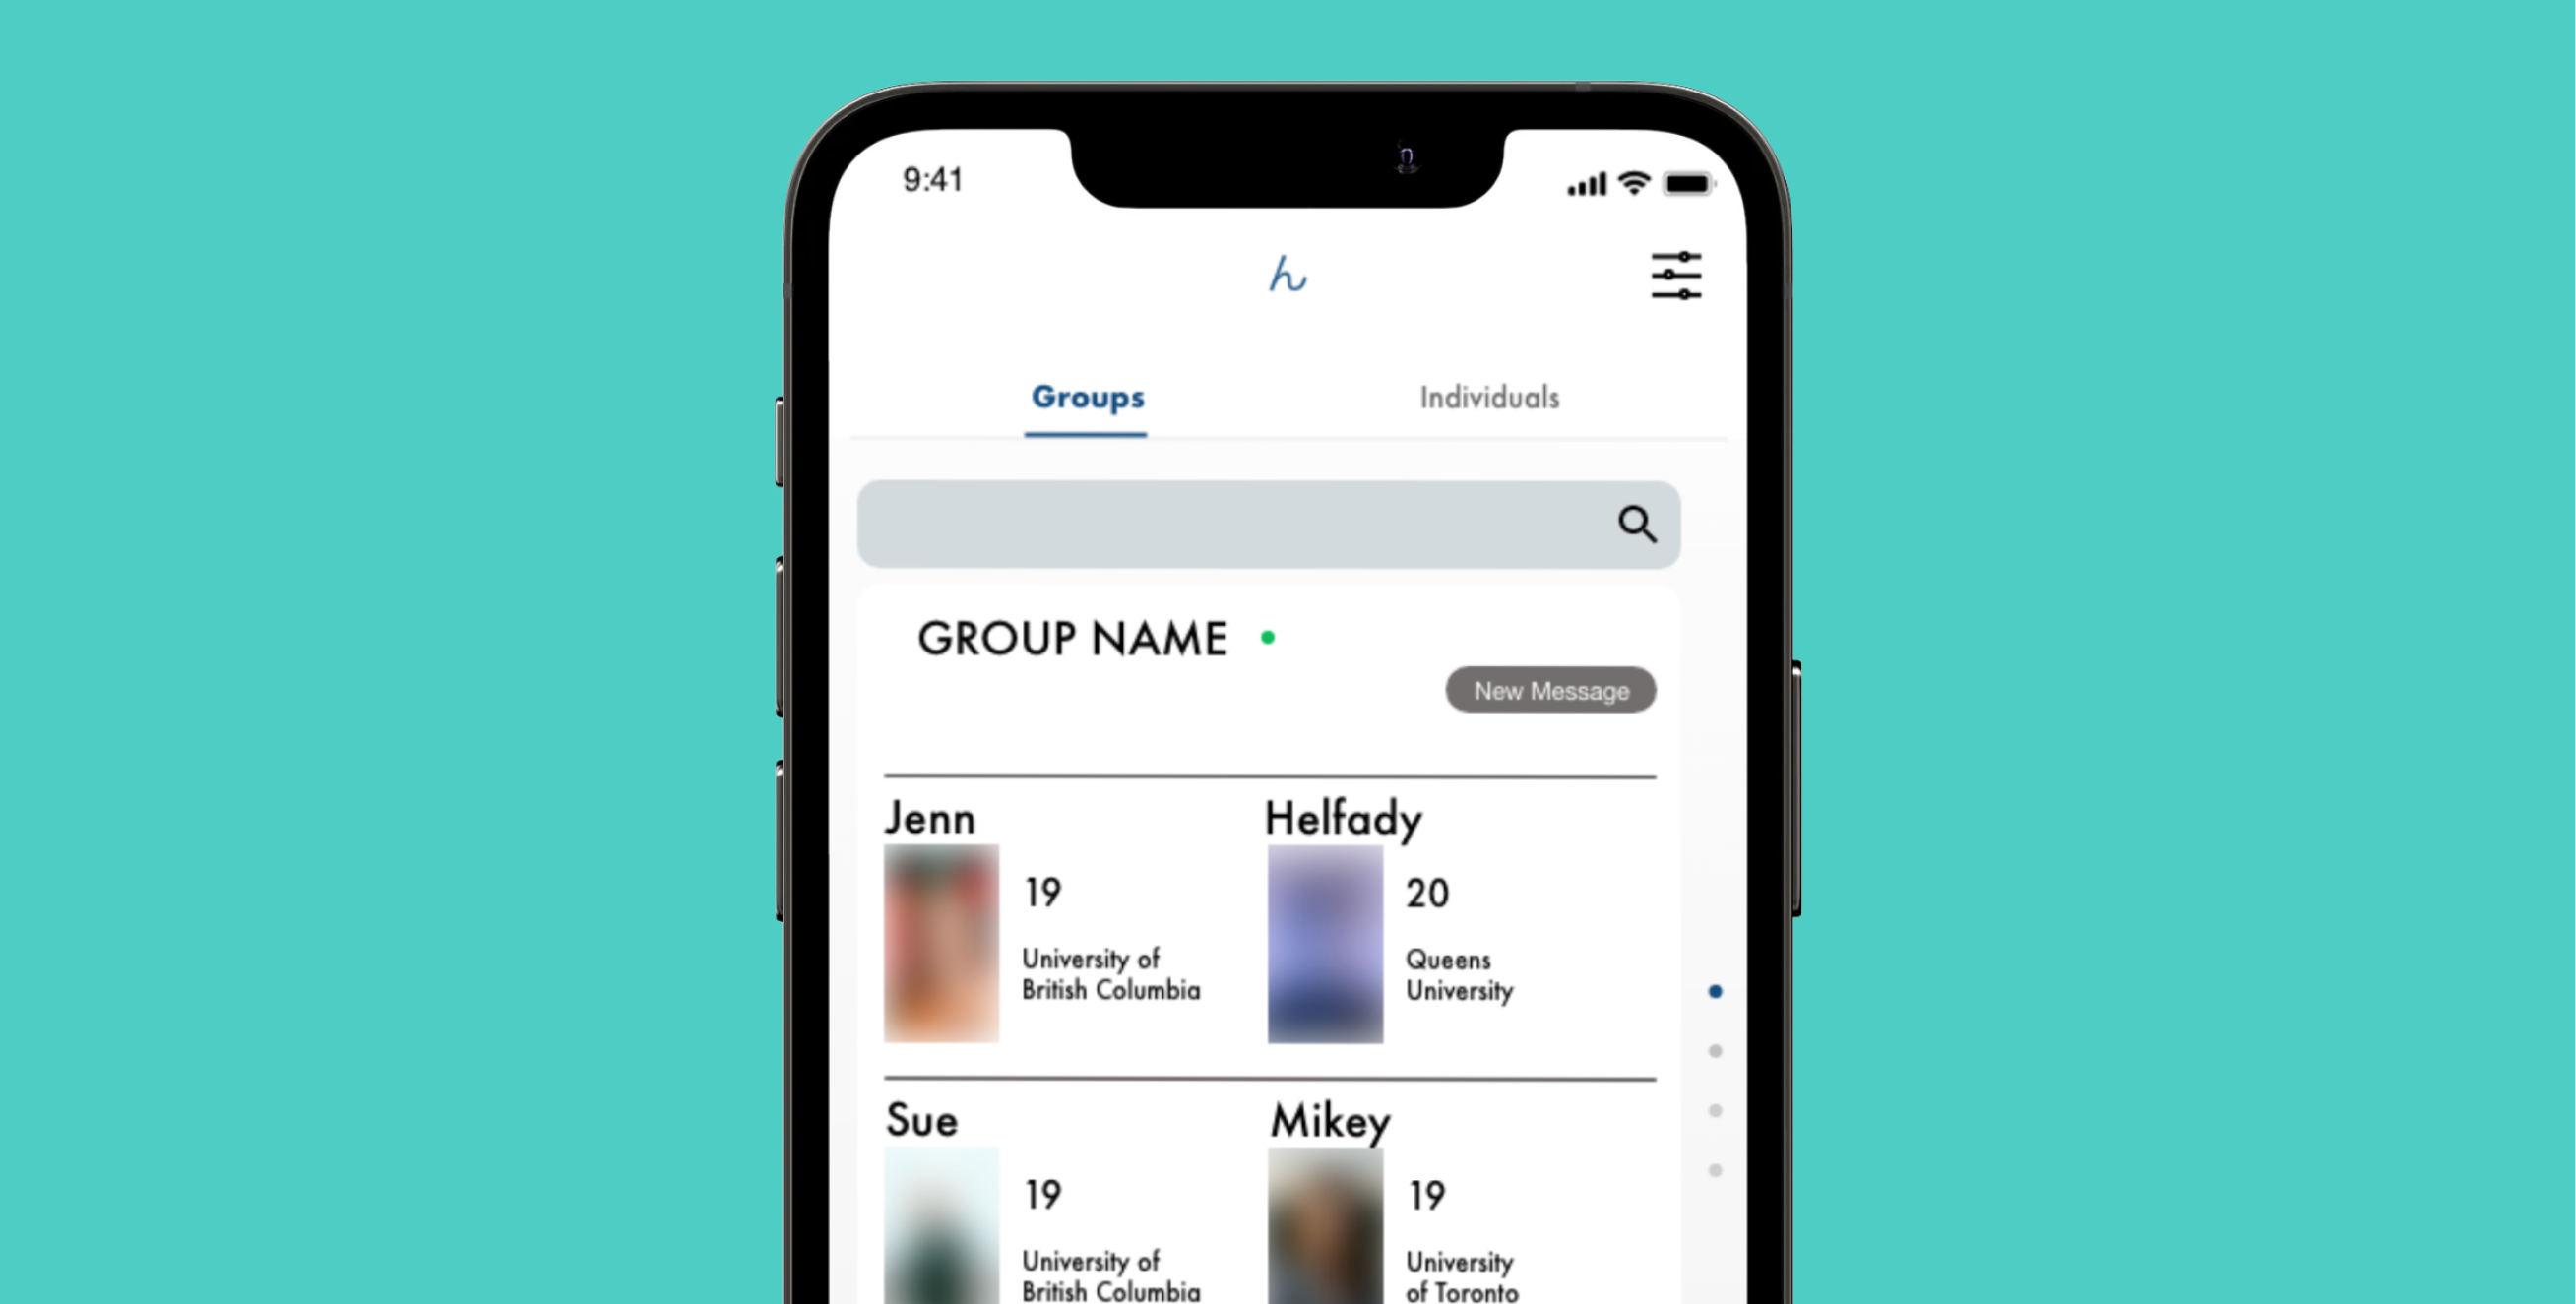 9:41
h
Groups Individuals
GROUP NAME
New Message
Jenn Helfady
19 20
University of
British Columbia
Queens
University
Sue Mikey
19 19
University of
British Columbia
University
of Toronto